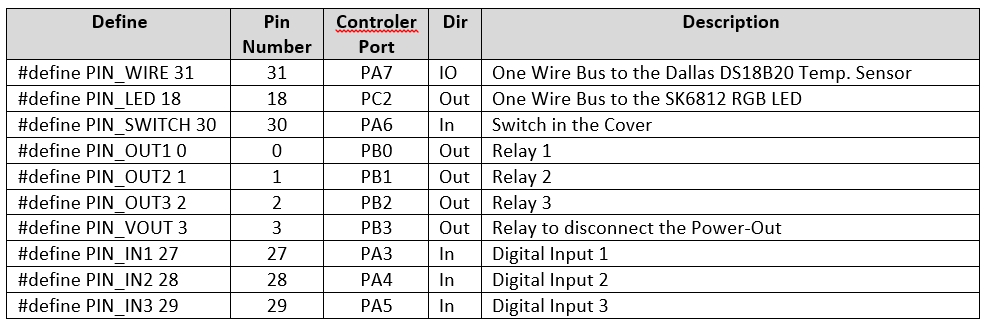 Define Pin Number Controler Port Dir Description
#define PIN_WIRE 31 31 PA7 IO One Wire Bus to the Dallas DS18B20 Temp. Sensor
#define PIN_LED 18 18 PC2 Out One Wire Bus to the SK6812 RGB LED
#define PIN_SWITCH 30 30 PA6 In Switch in the Cover
#define PIN_OUT1 0 0 PB0 Out Relay 1
#define PIN_OUT2 1 1 PB1 Out Relay 2
#define PIN_OUT3 2 2 PB2 Out Relay 3
#define PIN_VOUT 3 3 PB3 Out Relay to disconnect the Power-Out
#define PIN_IN1 27 27 PA3 In Digital Input 1
#define PIN_IN2 28 28 PA4 In Digital Input 2
#define PIN_IN3 29 29 PA5 In Digital Input 3